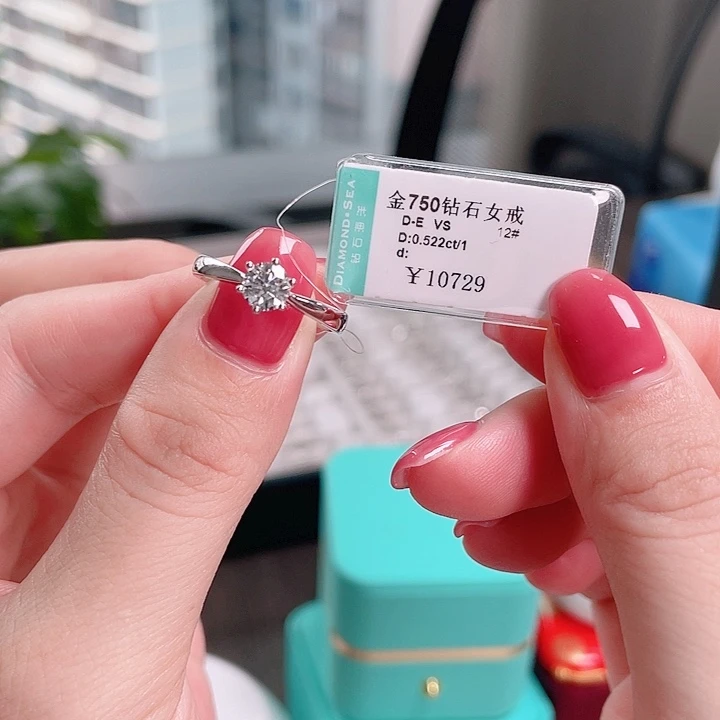 DIAMOND SEA
钻石海洋
金750钻石女戒
D-E VS 12#
D:0.522ct/1
d:
￥10729